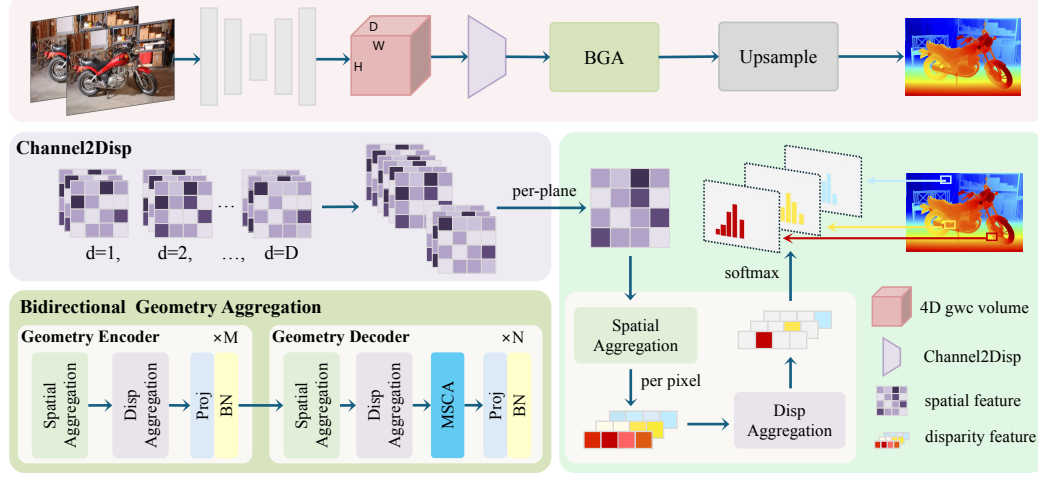 D
W
H
BGA
Upsample
Channel2Disp
d=1,
d=2,
...
...,
d=D
per-plane
softmax
Spatial
Aggregation
per pixel
Disp
Aggregation
4D gwc volume
Channel2Disp
spatial feature
disparity feature
Bidirectional Geometry Aggregation
Geometry Encoder
×M
Spatial
Aggregation
Disp
Aggregation
Proj
BN
Geometry Decoder
×N
Spatial
Aggregation
Disp
Aggregation
MSCA
Proj
BN